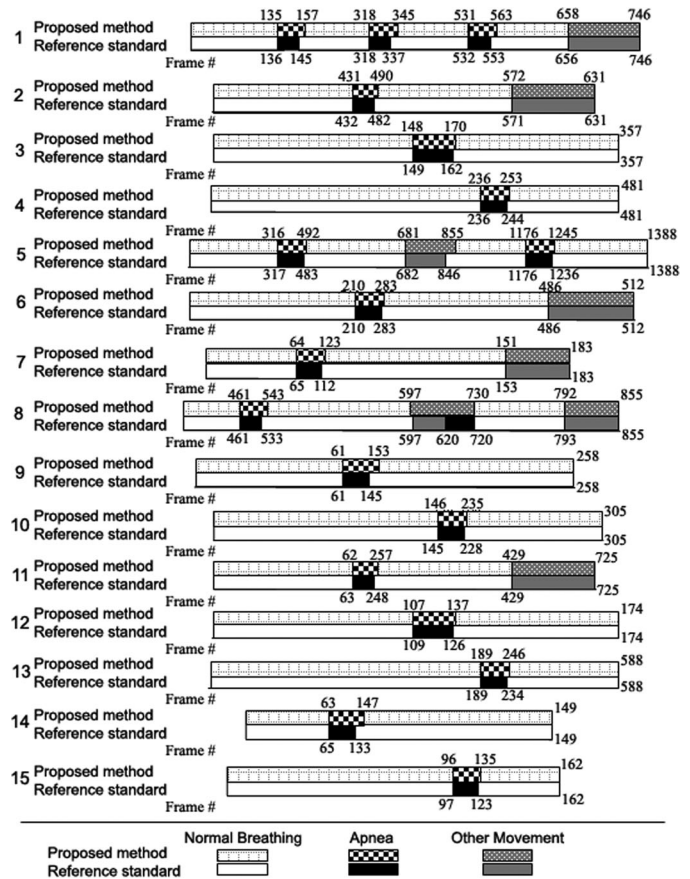 135 157 318 345 531 563 658 746
1 Proposed method
Reference standard
Frame # 136 145 318 337 532 553 656 746
431 490 572 631
2 Proposed method
Reference standard
Frame # 432 482 571 631
148 170 357
3 Proposed method
Reference standard
Frame # 149 162 357
236 253 481
4 Proposed method
Reference standard
Frame # 236 244 481
316 492 681 855 1176 1245 1388
5 Proposed method
Reference standard
Frame # 317 483 682 846 1176 1236 1388
210 283 486 512
6 Proposed method
Reference standard
Frame # 210 283 486 512
64 123 151 183
7 Proposed method
Reference standard
Frame # 65 112 153 183
461 543 597 730 792 855
8 Proposed method
Reference standard
Frame # 461 533 597 620 720 793 855
61 153 258
9 Proposed method
Reference standard
Frame # 61 145 258
146 235 305
10 Proposed method
Reference standard
Frame # 145 228 305
62 257 429 725
11 Proposed method
Reference standard
Frame # 63 248 429 725
107 137 174
12 Proposed method
Reference standard
Frame # 109 126 174
189 246 588
13 Proposed method
Reference standard
Frame # 189 234 588
63 147 149
14 Proposed method
Reference standard
Frame # 65 133 149
96 135 162
15 Proposed method
Reference standard
Frame # 97 123 162
Normal Breathing Apnea Other Movement
Proposed method
Reference standard